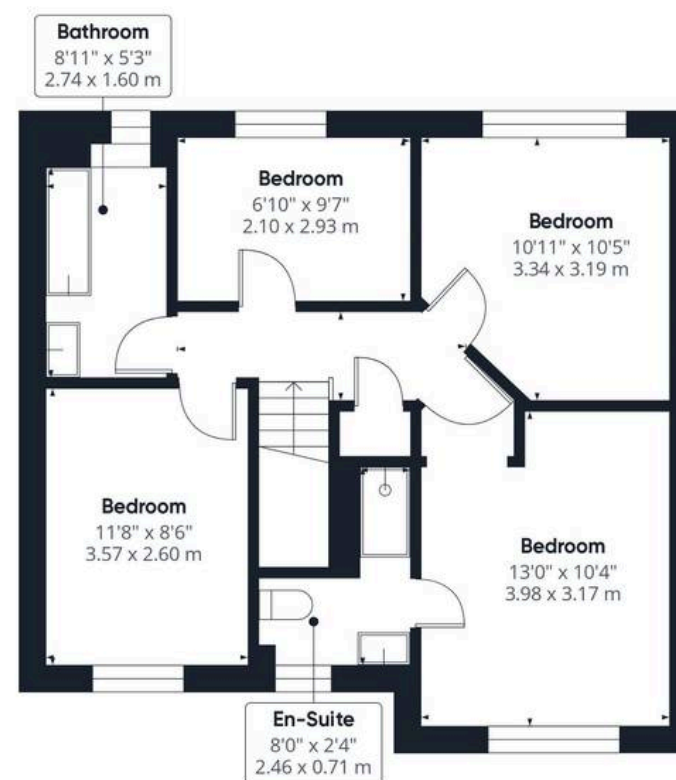 Bathroom
8'11" x 5'3"
2.74 x 1.60 m
Bedroom
6'10" x 9'7"
2.10 x 2.93 m
Bedroom
10'11" x 10'5"
3.34 x 3.19 m
Bedroom
11'8" x 8'6"
3.57 x 2.60 m
Bedroom
13'0" x 10'4"
3.98 x 3.17 m
En-Suite
8'0" x 2'4"
2.46 x 0.71 m